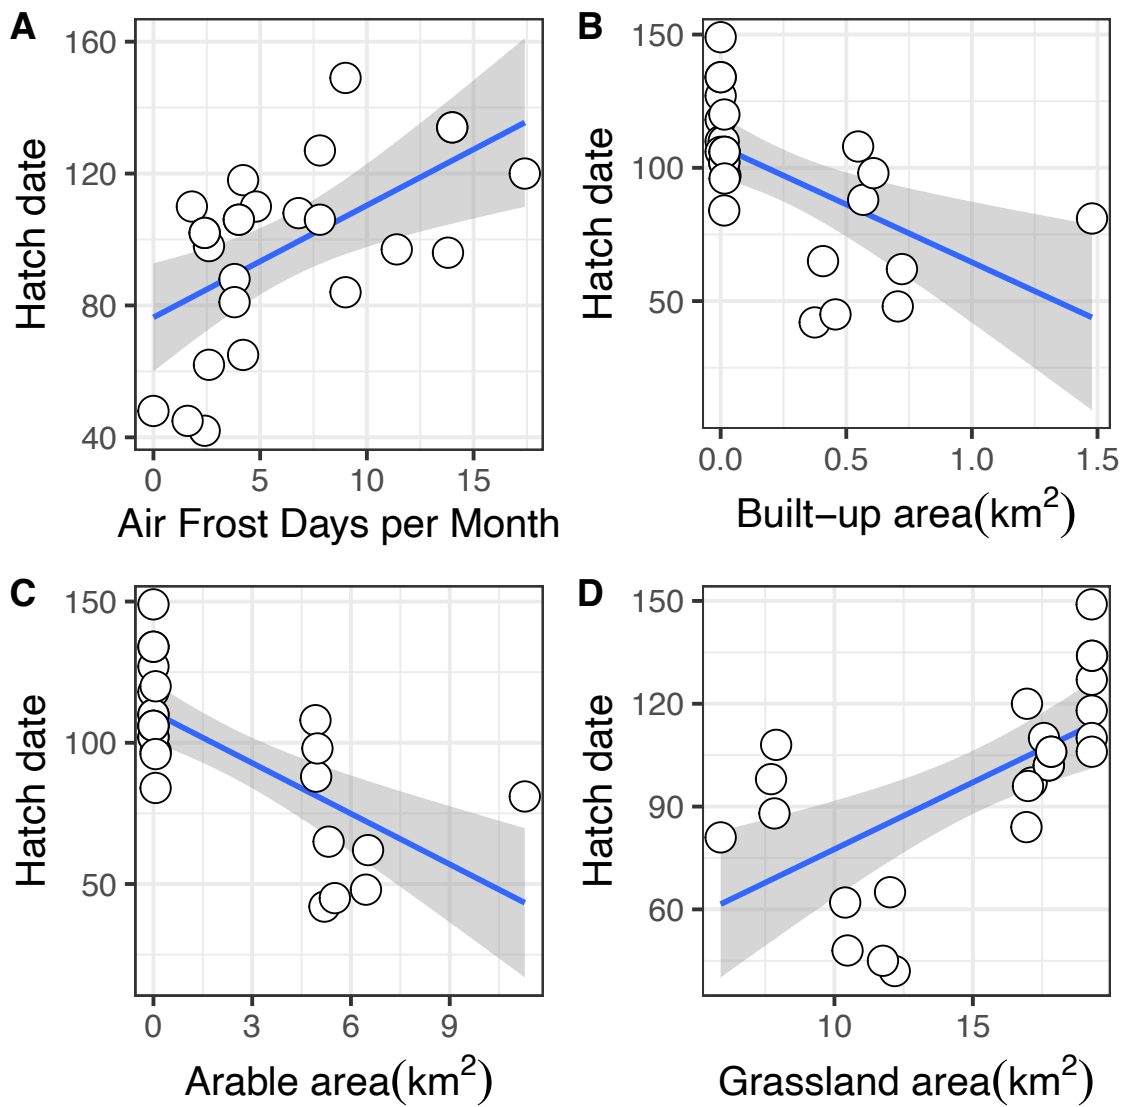 A
Hatch date
160
120
80
40
0 5 10 15
Air Frost Days per Month
B
Hatch date
150
100
50
0.0 0.5 1.0 1.5
Built−up area(km²)
C
Hatch date
150
100
50
0 3 6 9
Arable area(km²)
D
Hatch date
150
120
90
60
10 15
Grassland area(km²)